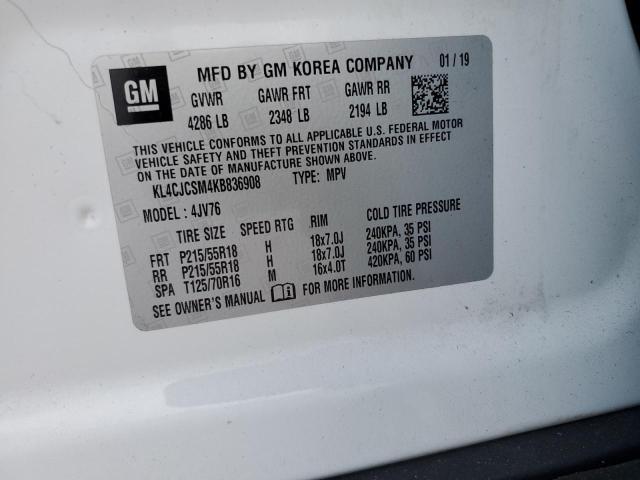 GM
MFD BY GM KOREA COMPANY 01 / 19
GVWR GAWR FRT GAWR RR
4286 LB 2348 LB 2194 LB
THIS VEHICLE CONFORMS TO ALL APPLICABLE U.S. FEDERAL MOTOR
VEHICLE SAFETY AND THEFT PREVENTION STANDARDS IN EFFECT
ON THE DATE OF MANUFACTURE SHOWN ABOVE.
KL4CJCSM4KB836908 TYPE: MPV
MODEL : 4JV76
TIRE SIZE SPEED RTG RIM COLD TIRE PRESSURE
FRT P215/55R18 H 18x7.0J 240KPA, 35 PSI
RR P215/55R18 H 18x7.0J 240KPA, 35 PSI
SPA T125/70R16 M 16x4.0T 420KPA, 60 PSI
SEE OWNER'S MANUAL FOR MORE INFORMATION